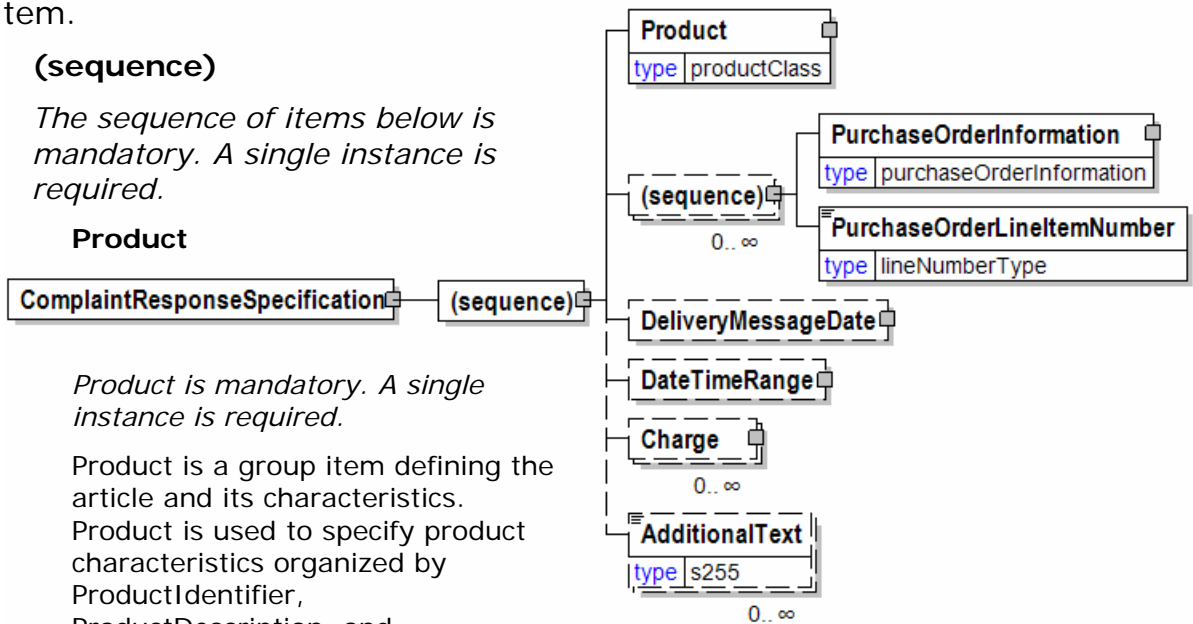 tem.
(sequence)
The sequence of items below is
mandatory. A single instance is
required.
Product
Product is mandatory. A single
instance is required.
Product is a group item defining the
article and its characteristics.
Product is used to specify product
characteristics organized by
ProductIdentifier,
ProductDescription, and
ComplaintResponseSpecification
(sequence)
Product
type productClass
(sequence)
0.. ∞
PurchaseOrderInformation
type purchaseOrderInformation
PurchaseOrderLineItemNumber
type lineNumberType
DeliveryMessageDate
DateTimeRange
Charge
0.. ∞
AdditionalText
type s255
0.. ∞